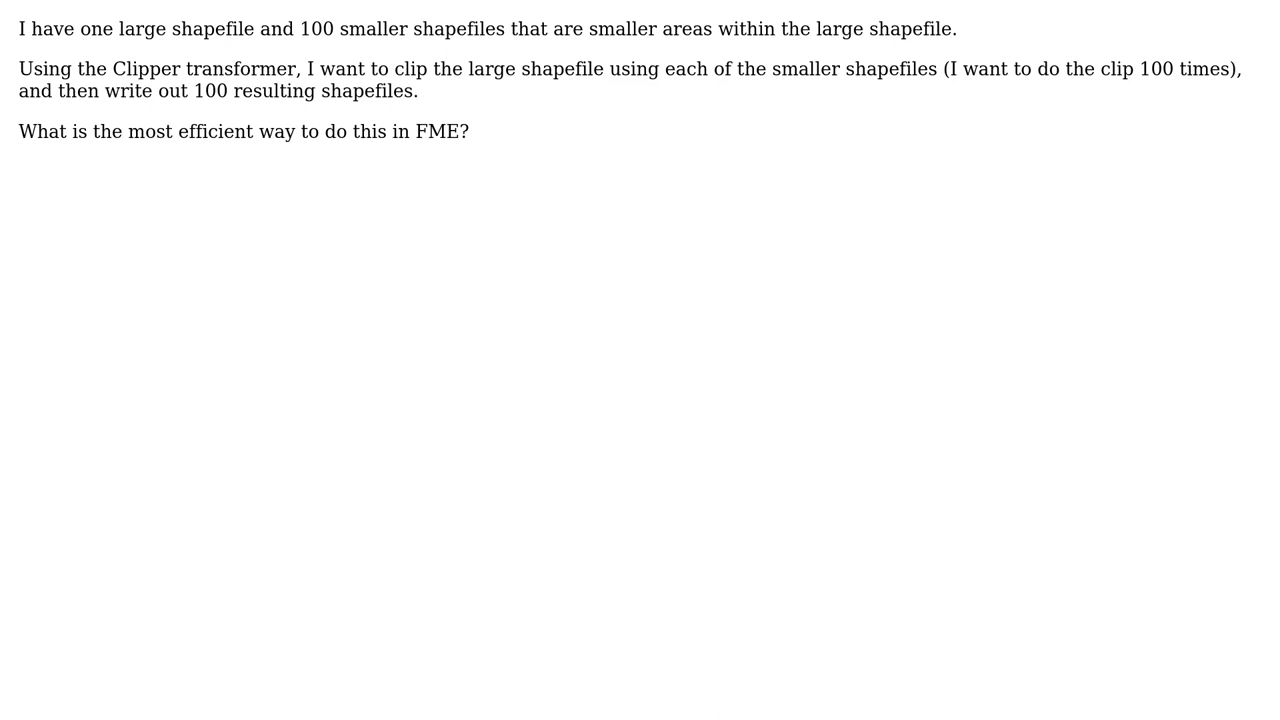 I have one large shapefile and 100 smaller shapefiles that are smaller areas within the large shapefile.
Using the Clipper transformer, I want to clip the large shapefile using each of the smaller shapefiles (I want to do the clip 100 times),
and then write out 100 resulting shapefiles.
What is the most efficient way to do this in FME?